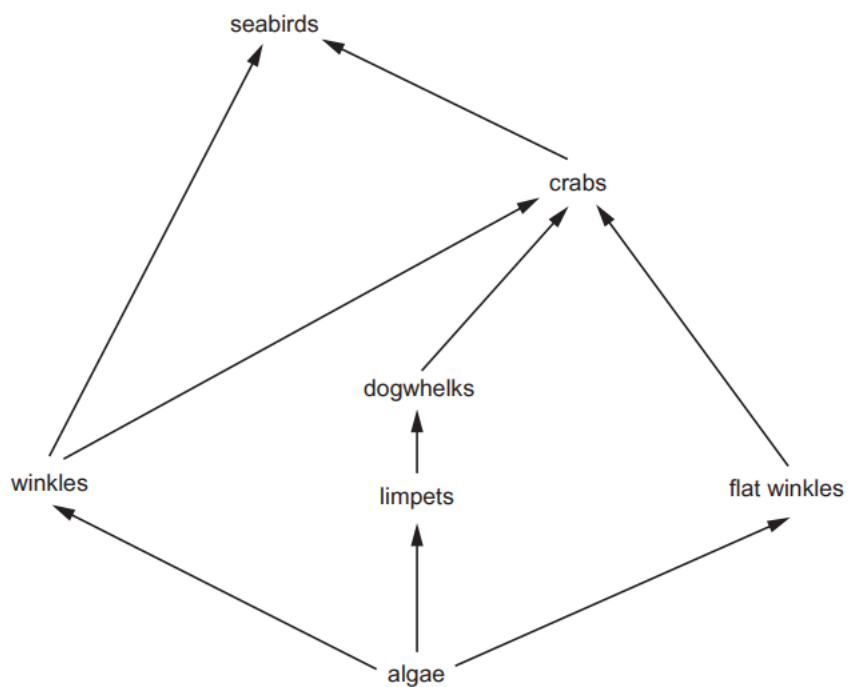 seabirds
crabs
dogwhelks
winkles
limpets
flat winkles
algae